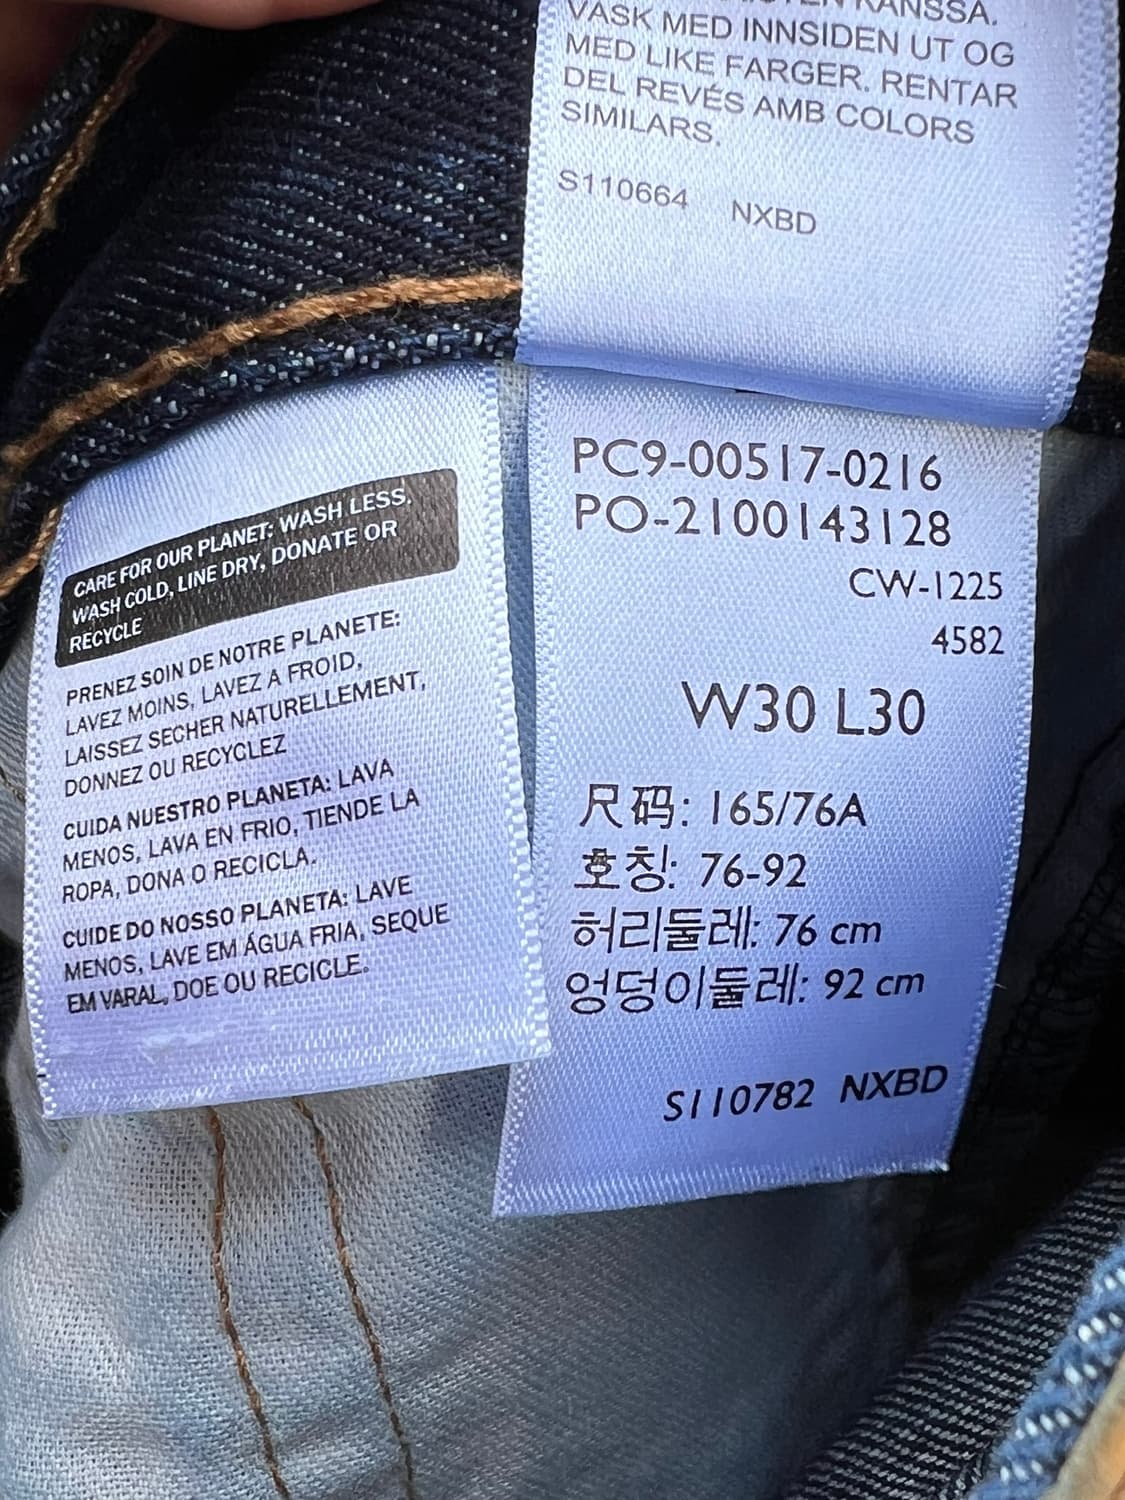 VASK MED INNSIDEN UT OG
MED LIKE FARGER. RENTAR
DEL REVÉS AMB COLORS
SIMILARS.
S110664 NXBD
CARE FOR OUR PLANET: WASH LESS,
WASH COLD, LINE DRY, DONATE OR
RECYCLE
PRENEZ SOIN DE NOTRE PLANETE:
LAVEZ MOINS, LAVEZ A FROID,
LAISSEZ SECHER NATURELLEMENT,
DONNEZ OU RECYCLEZ
CUIDA NUESTRO PLANETA: LAVA
MENOS, LAVA EN FRIO, TIENDE LA
ROPA, DONA O RECICLA.
CUIDE DO NOSSO PLANETA: LAVE
MENOS, LAVE EM ÁGUA FRIA, SEQUE
EM VARAL, DOE OU RECICLE.
PC9-00517-0216
PO-2100143128
CW-1225
4582
W30 L30
尺码: 165/76A
호칭: 76-92
허리둘레: 76 cm
엉덩이둘레: 92 cm
S110782 NXBD